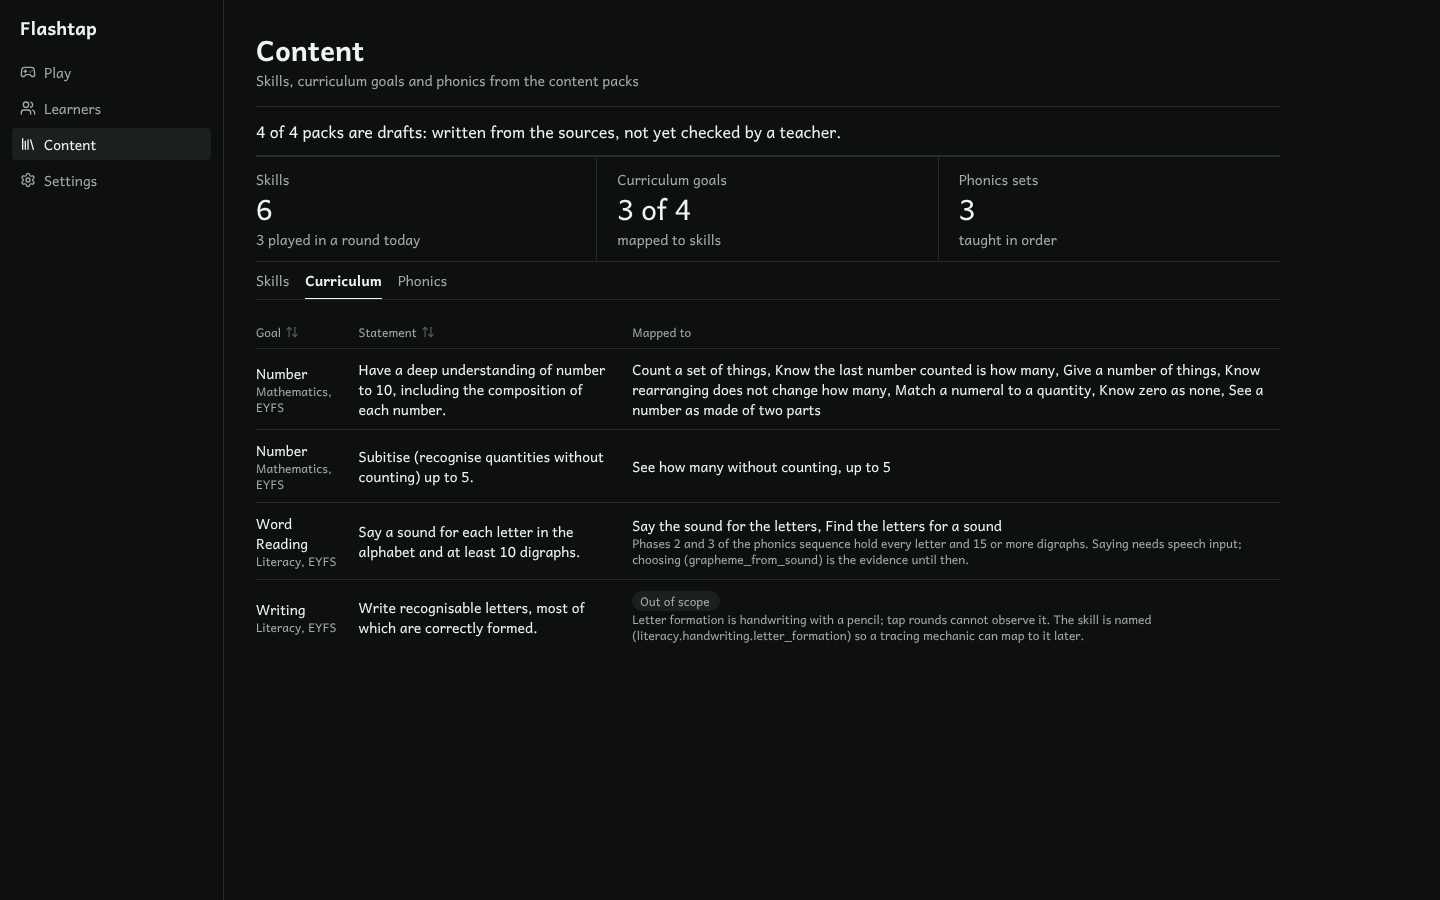 Flashtap
Play
Learners
Content
Settings
Content
Skills, curriculum goals and phonics from the content packs
4 of 4 packs are drafts: written from the sources, not yet checked by a teacher.
Skills
6
3 played in a round today
Curriculum goals
3 of 4
mapped to skills
Phonics sets
3
taught in order
Skills Curriculum Phonics
Goal Statement Mapped to
Number
Mathematics,
EYFS
Have a deep understanding of number
to 10, including the composition of
each number.
Count a set of things, Know the last number counted is how many, Give a number of things, Know
rearranging does not change how many, Match a numeral to a quantity, Know zero as none, See a
number as made of two parts
Number
Mathematics,
EYFS
Subitise (recognise quantities without
counting) up to 5.
See how many without counting, up to 5
Word
Reading
Literacy, EYFS
Say a sound for each letter in the
alphabet and at least 10 digraphs.
Say the sound for the letters, Find the letters for a sound
Phases 2 and 3 of the phonics sequence hold every letter and 15 or more digraphs. Saying needs speech input;
choosing (grapheme_from_sound) is the evidence until then.
Writing
Literacy, EYFS
Write recognisable letters, most of
which are correctly formed.
Out of scope
Letter formation is handwriting with a pencil; tap rounds cannot observe it. The skill is named
(literacy.handwriting.letter_formation) so a tracing mechanic can map to it later.